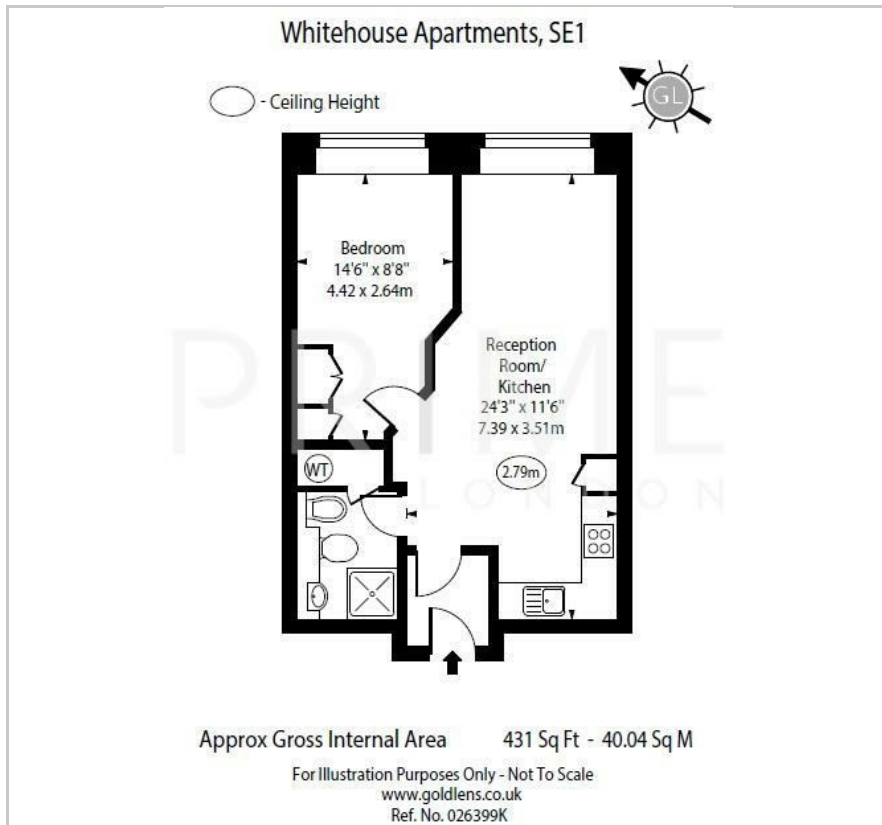 Whitehouse Apartments, SE1
- Ceiling Height
GL
Bedroom
14'6" x 8'8"
4.42 x 2.64m
Reception
Room/
Kitchen
24'3" x 11'6"
7.39 x 3.51m
2.79m
WT
PRIME
LONDON
Approx Gross Internal Area 431 Sq Ft - 40.04 Sq M
For Illustration Purposes Only - Not To Scale
www.goldlens.co.uk
Ref. No. 026399K